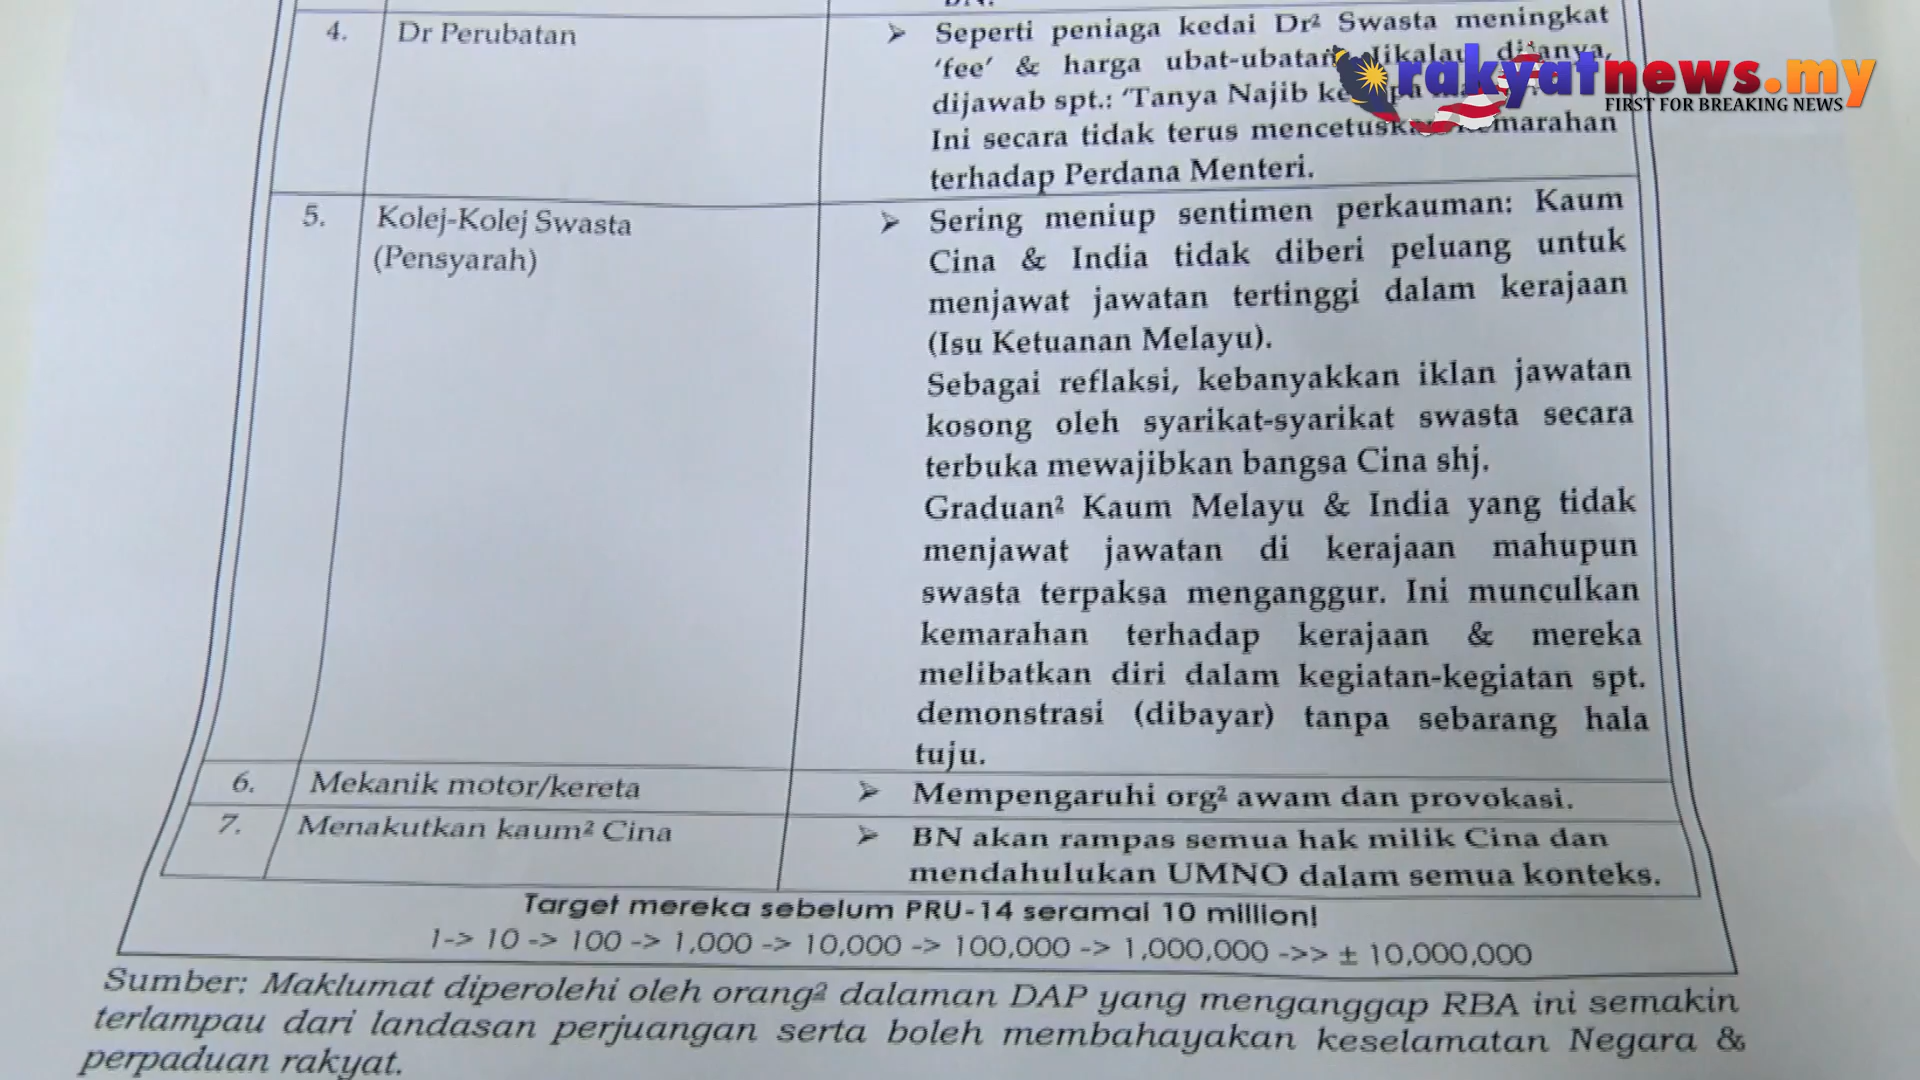 BN.
4. Dr Perubatan ➢ Seperti peniaga kedai Dr² Swasta meningkat
'fee' & harga ubat-ubatan. Jikalau ditanya,
dijawab spt.: 'Tanya Najib
Ini secara tidak terus mencetuskan kemarahan
terhadap Perdana Menteri.
rakyatnews.my
FIRST FOR BREAKING NEWS
5. Kolej-Kolej Swasta
(Pensyarah)
➢ Sering meniup sentimen perkauman: Kaum
Cina & India tidak diberi peluang untuk
menjawat jawatan tertinggi dalam kerajaan
(Isu Ketuanan Melayu).
Sebagai reflaksi, kebanyakkan iklan jawatan
kosong oleh syarikat-syarikat swasta secara
terbuka mewajibkan bangsa Cina shj.
Graduan² Kaum Melayu & India yang tidak
menjawat jawatan di kerajaan mahupun
swasta terpaksa menganggur. Ini munculkan
kemarahan terhadap kerajaan & mereka
melibatkan diri dalam kegiatan-kegiatan spt.
demonstrasi (dibayar) tanpa sebarang hala
tuju.
6. Mekanik motor/kereta ➢ Mempengaruhi org² awam dan provokasi.
7. Menakutkan kaum² Cina ➢ BN akan rampas semua hak milik Cina dan
mendahulukan UMNO dalam semua konteks.
Target mereka sebelum PRU-14 seramai 10 million!
1-> 10 -> 100 -> 1,000 -> 10,000 -> 100,000 -> 1,000,000 ->> ± 10,000,000
Sumber: Maklumat diperolehi oleh orang² dalaman DAP yang menganggap RBA ini semakin
terlampau dari landasan perjuangan serta boleh membahayakan keselamatan Negara &
perpaduan rakyat.